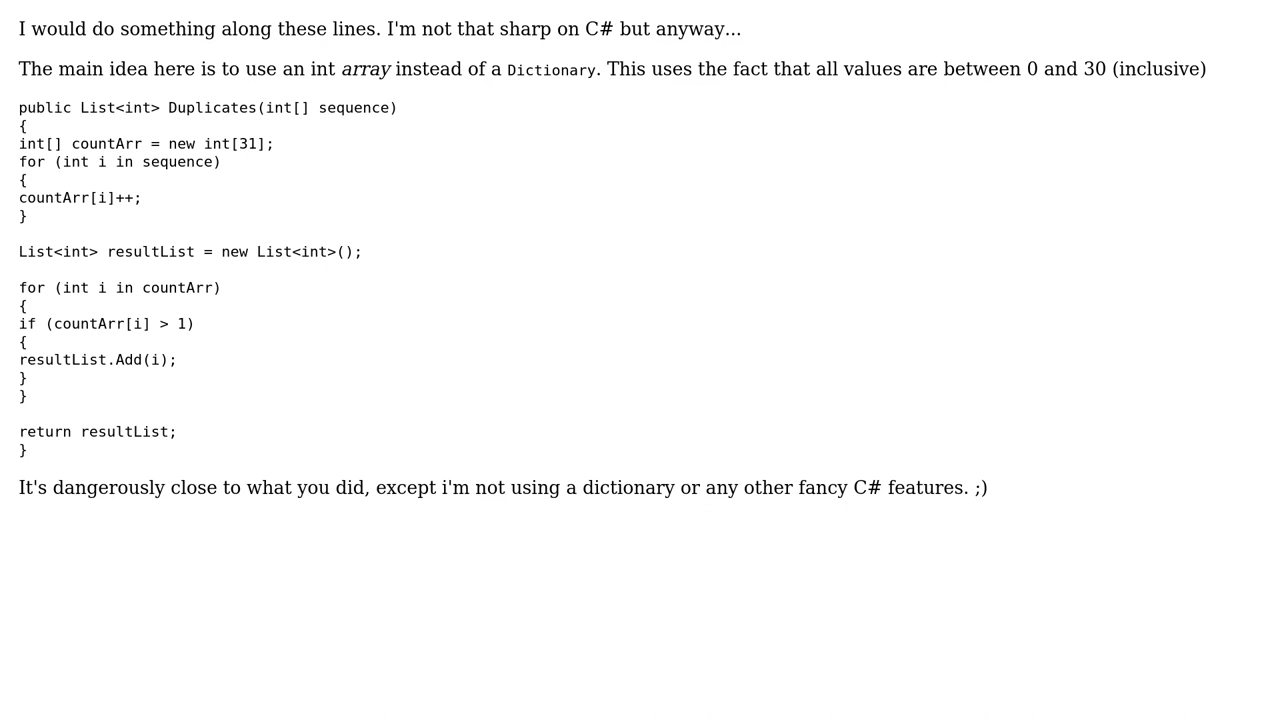 I would do something along these lines. I'm not that sharp on C# but anyway...
The main idea here is to use an int array instead of a Dictionary. This uses the fact that all values are between 0 and 30 (inclusive)
public List<int> Duplicates(int[] sequence)
{
int[] countArr = new int[31];
for (int i in sequence)
{
countArr[i]++;
}
List<int> resultList = new List<int>();
for (int i in countArr)
{
if (countArr[i] > 1)
{
resultList.Add(i);
}
}
return resultList;
}
It's dangerously close to what you did, except i'm not using a dictionary or any other fancy C# features. ;)